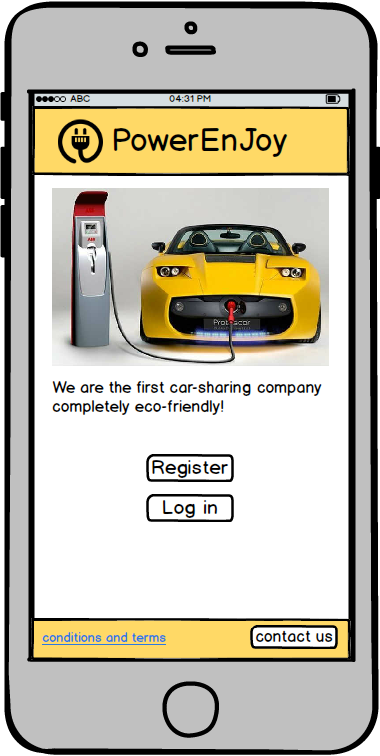 ABC 04:31 PM
PowerEnJoy
ABB
We are the first car-sharing company
completely eco-friendly!
Register
Log in
conditions and terms contact us